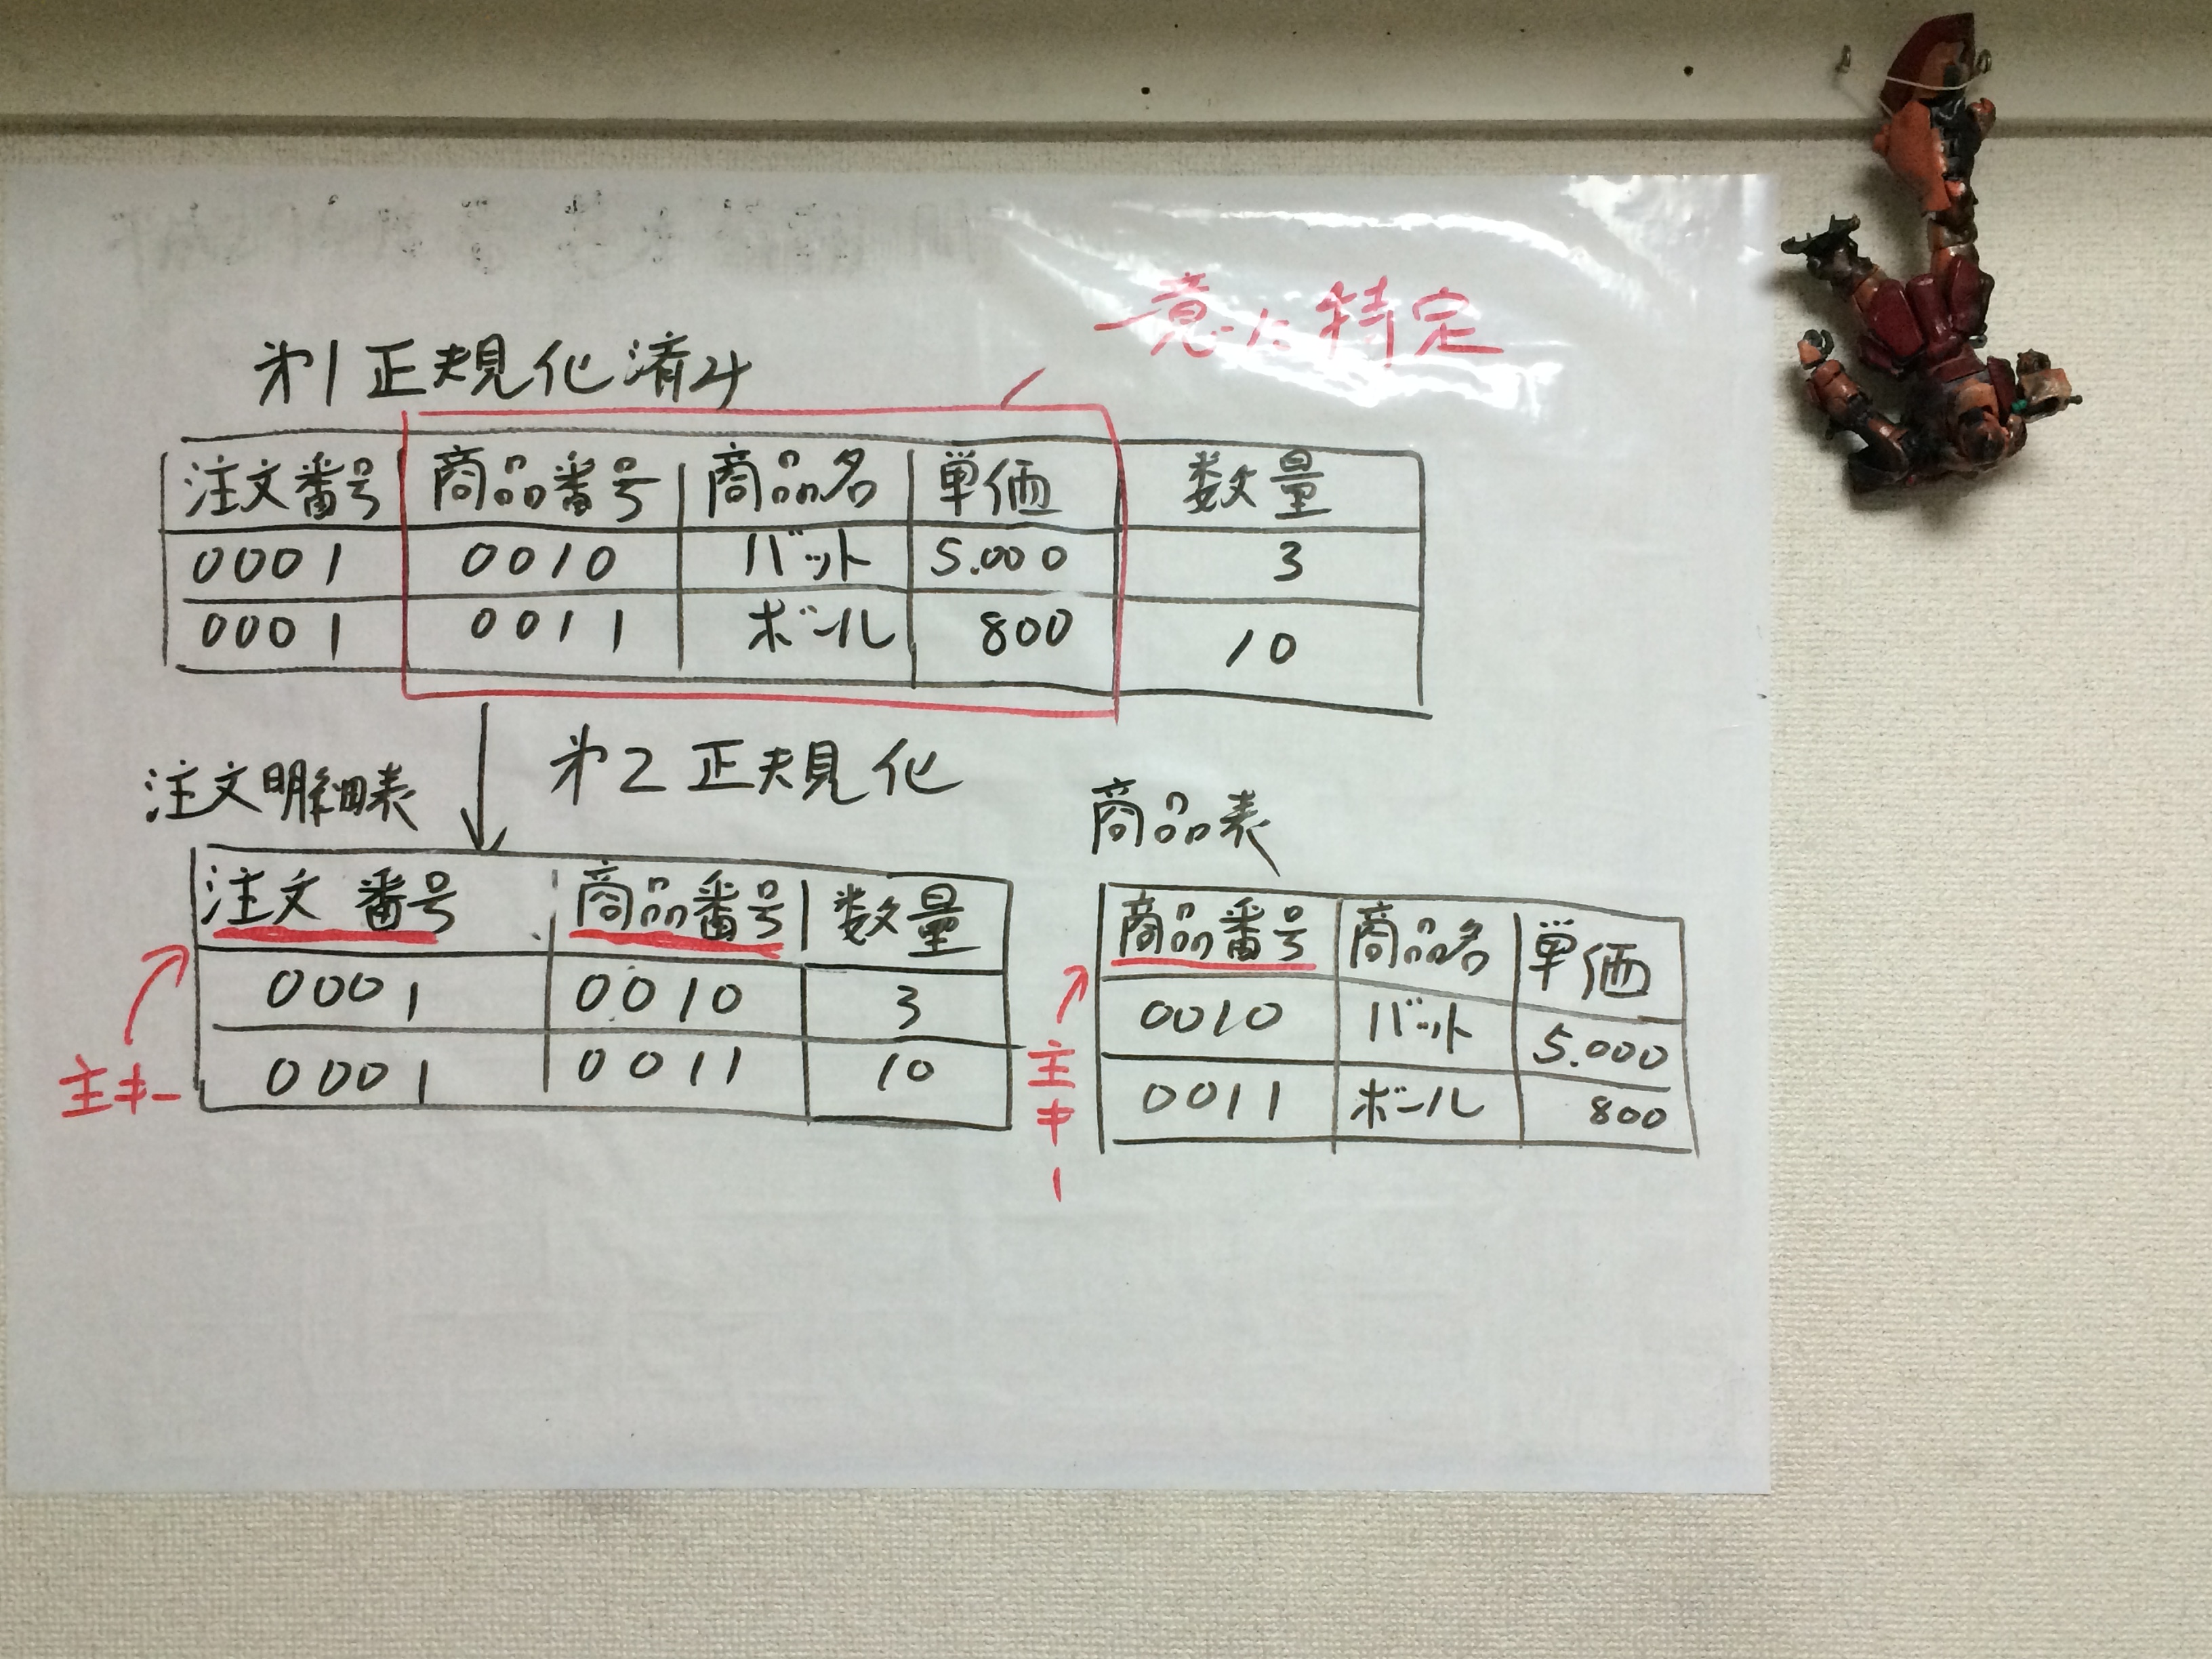 一意に特定
第1正規化済み
注文番号 商品番号 商品名 単価 数量
0001 0010 バット 5.000 3
0001 0011 ボール 800 10
第2正規化
注文明細表
注文番号 商品番号 数量
0001 0010 3
0001 0011 10
主キー
商品表
商品番号 商品名 単価
0010 バット 5.000
0011 ボール 800
主キー